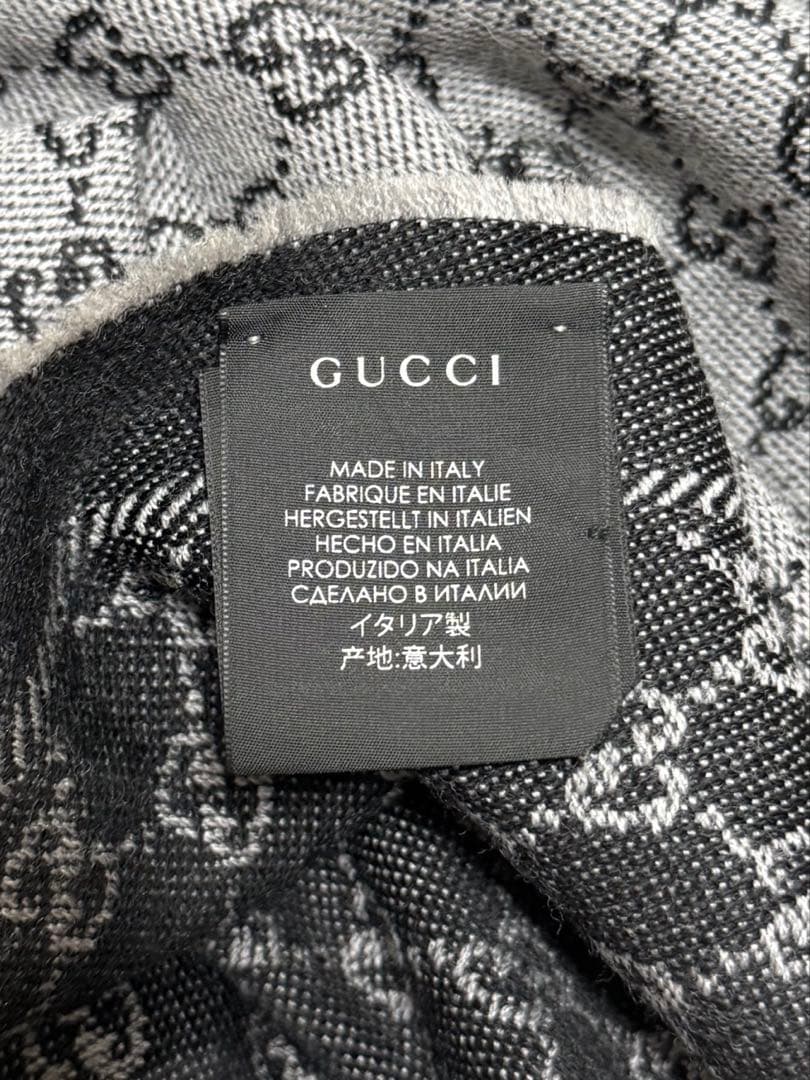 GUCCI
MADE IN ITALY
FABRIQUE EN ITALIE
HERGESTELLT IN ITALIEN
HECHO EN ITALIA
PRODUZIDO NA ITALIA
СДЕЛАНО В ИТАЛИИ
イタリア製
产地:意大利